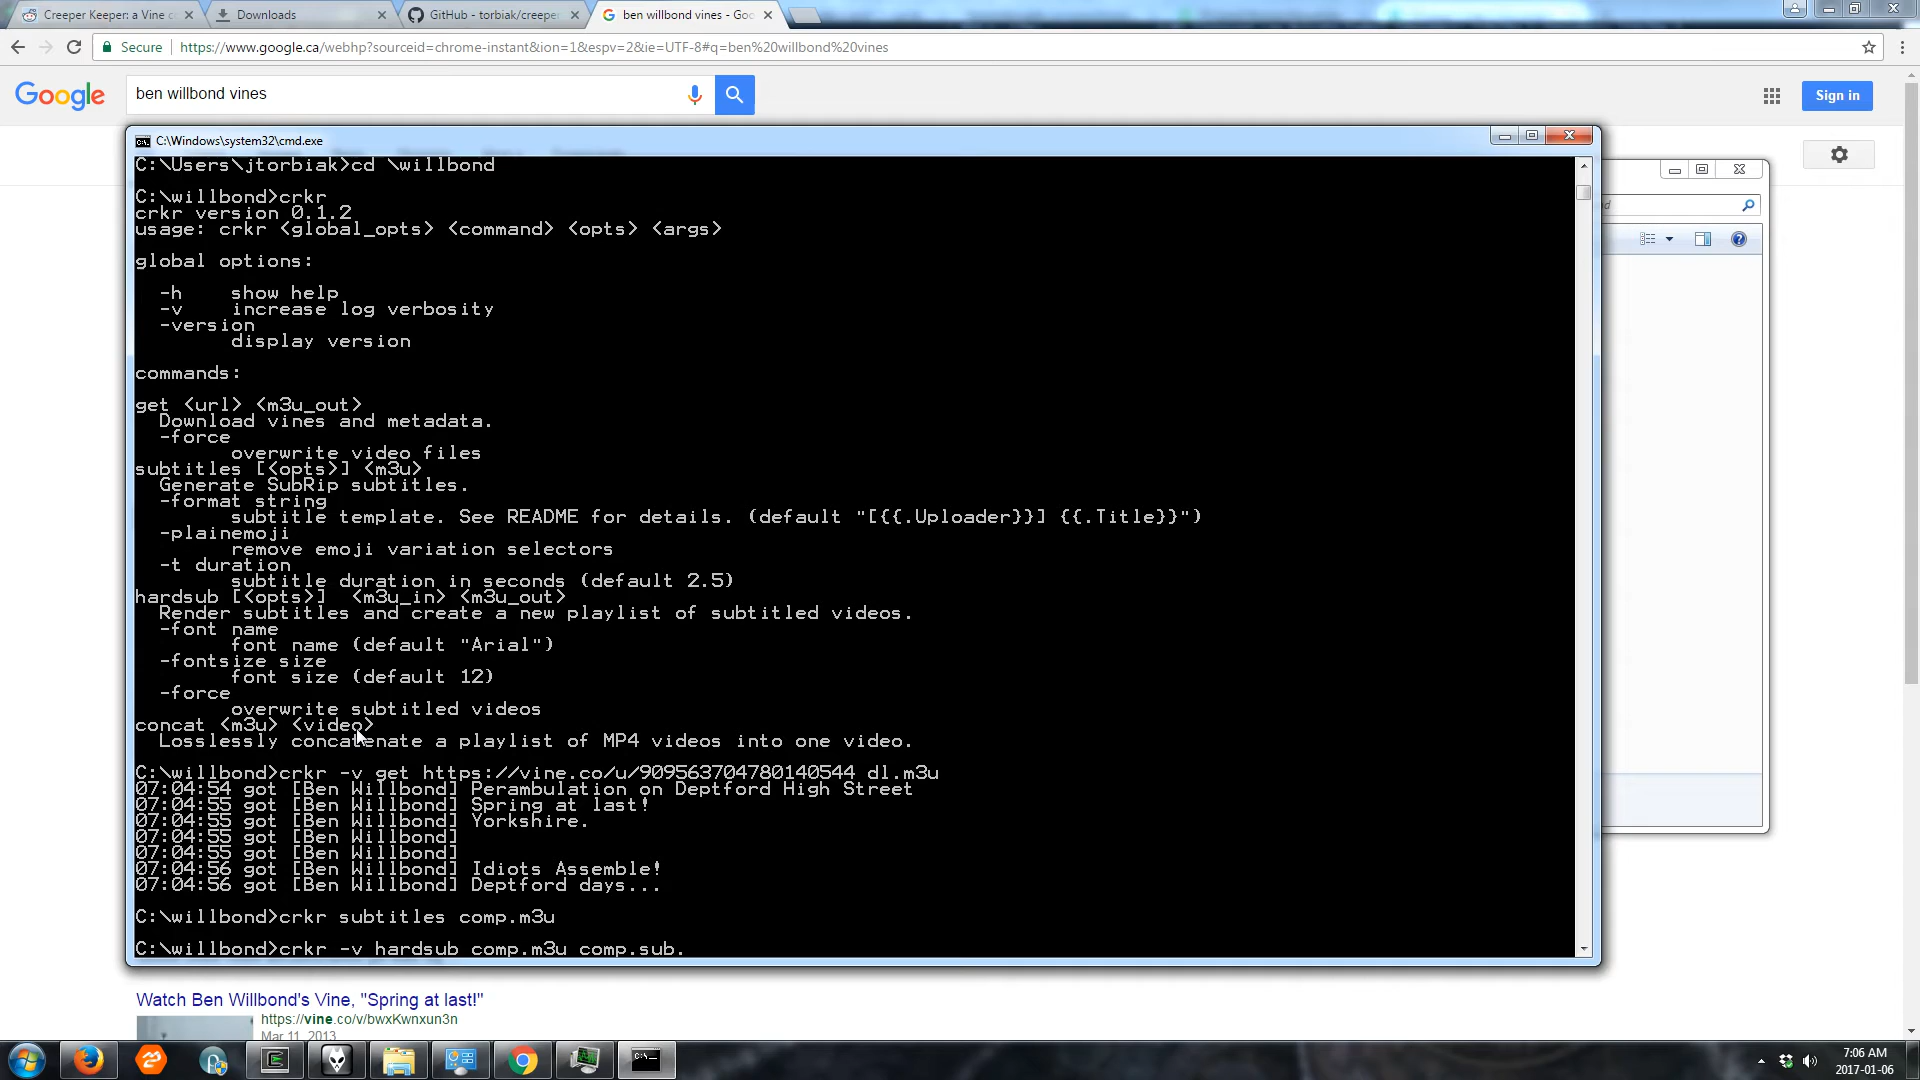 Creeper Keeper: a Vine c
Downloads
GitHub - torbiak/creepe
ben willbond vines - Goo
Secure
https://www.google.ca/webhp?sourceid=chrome-instant&ion=1&espv=2&ie=UTF-8#q=ben%20willbond%20vines
Google
ben willbond vines
Sign in
C:\Windows\system32\cmd.exe
C:\Users\jtorbiak>cd \willbond
C:\willbond>crkr
crkr version 0.1.2
usage: crkr <global_opts> <command> <opts> <args>
global options:
-h show help
-v increase log verbosity
-version
display version
commands:
get <url> <m3u_out>
Download vines and metadata.
-force
overwrite video files
subtitles [<opts>] <m3u>
Generate SubRip subtitles.
-format string
subtitle template. See README for details. (default "[{{.Uploader}}] {{.Title}}")
-plainemoji
remove emoji variation selectors
-t duration
subtitle duration in seconds (default 2.5)
hardsub [<opts>] <m3u_in> <m3u_out>
Render subtitles and create a new playlist of subtitled videos.
-font name
font name (default "Arial")
-fontsize size
font size (default 12)
-force
overwrite subtitled videos
concat <m3u> <video>
Losslessly concatenate a playlist of MP4 videos into one video.
C:\willbond>crkr -v get https://vine.co/u/909563704780140544 dl.m3u
07:04:54 got [Ben Willbond] Perambulation on Deptford High Street
07:04:55 got [Ben Willbond] Spring at last!
07:04:55 got [Ben Willbond] Yorkshire.
07:04:55 got [Ben Willbond]
07:04:55 got [Ben Willbond]
07:04:56 got [Ben Willbond] Idiots Assemble!
07:04:56 got [Ben Willbond] Deptford days...
C:\willbond>crkr subtitles comp.m3u
C:\willbond>crkr -v hardsub comp.m3u comp.sub.
Watch Ben Willbond's Vine, "Spring at last!"
https://vine.co/v/bwxKwnxun3n
Mar 11, 2013
7:06 AM
2017-01-06